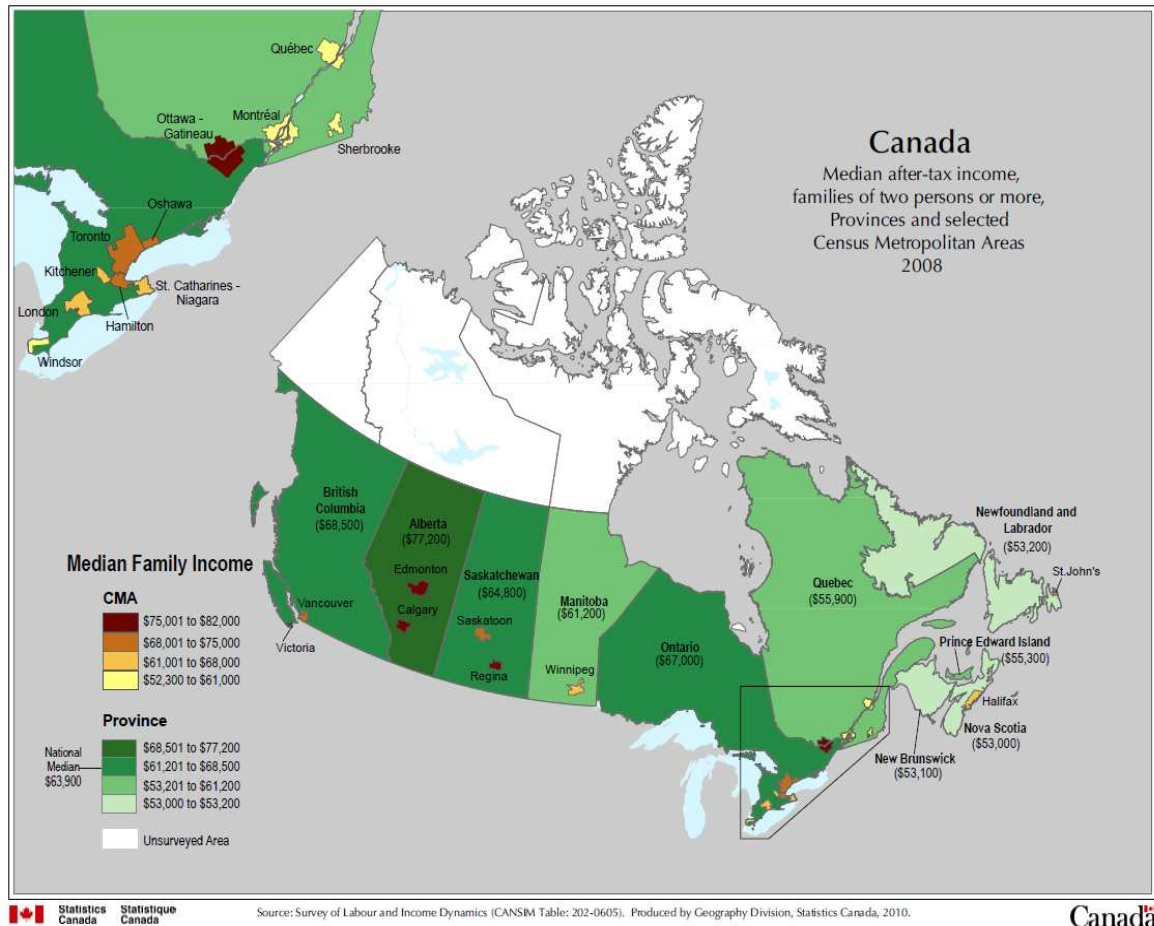 Canada
Median after-tax income,
families of two persons or more,
Provinces and selected
Census Metropolitan Areas
2008
Québec
Ottawa -
Gatineau
Montréal
Sherbrooke
Oshawa
Toronto
Kitchener
St. Catharines -
Niagara
London
Hamilton
Windsor
British
Columbia
($68,500)
Alberta
($77,200)
Edmonton
Calgary
Saskatchewan
($64,800)
Saskatoon
Regina
Manitoba
($61,200)
Winnipeg
Ontario
($67,000)
Quebec
($55,900)
Newfoundland and
Labrador
($53,200)
St.John's
Prince Edward Island
($55,300)
Halifax
Nova Scotia
($53,000)
New Brunswick
($53,100)
Vancouver
Victoria
Median Family Income
CMA
$75,001 to $82,000
$68,001 to $75,000
$61,001 to $68,000
$52,300 to $61,000
Province
$68,501 to $77,200
$61,201 to $68,500
$53,201 to $61,200
$53,000 to $53,200
National
Median
$63,900
Unsurveyed Area
Statistics Statistique
Canada Canada
Source: Survey of Labour and Income Dynamics (CANSIM Table: 202-0605). Produced by Geography Division, Statistics Canada, 2010.
Canada